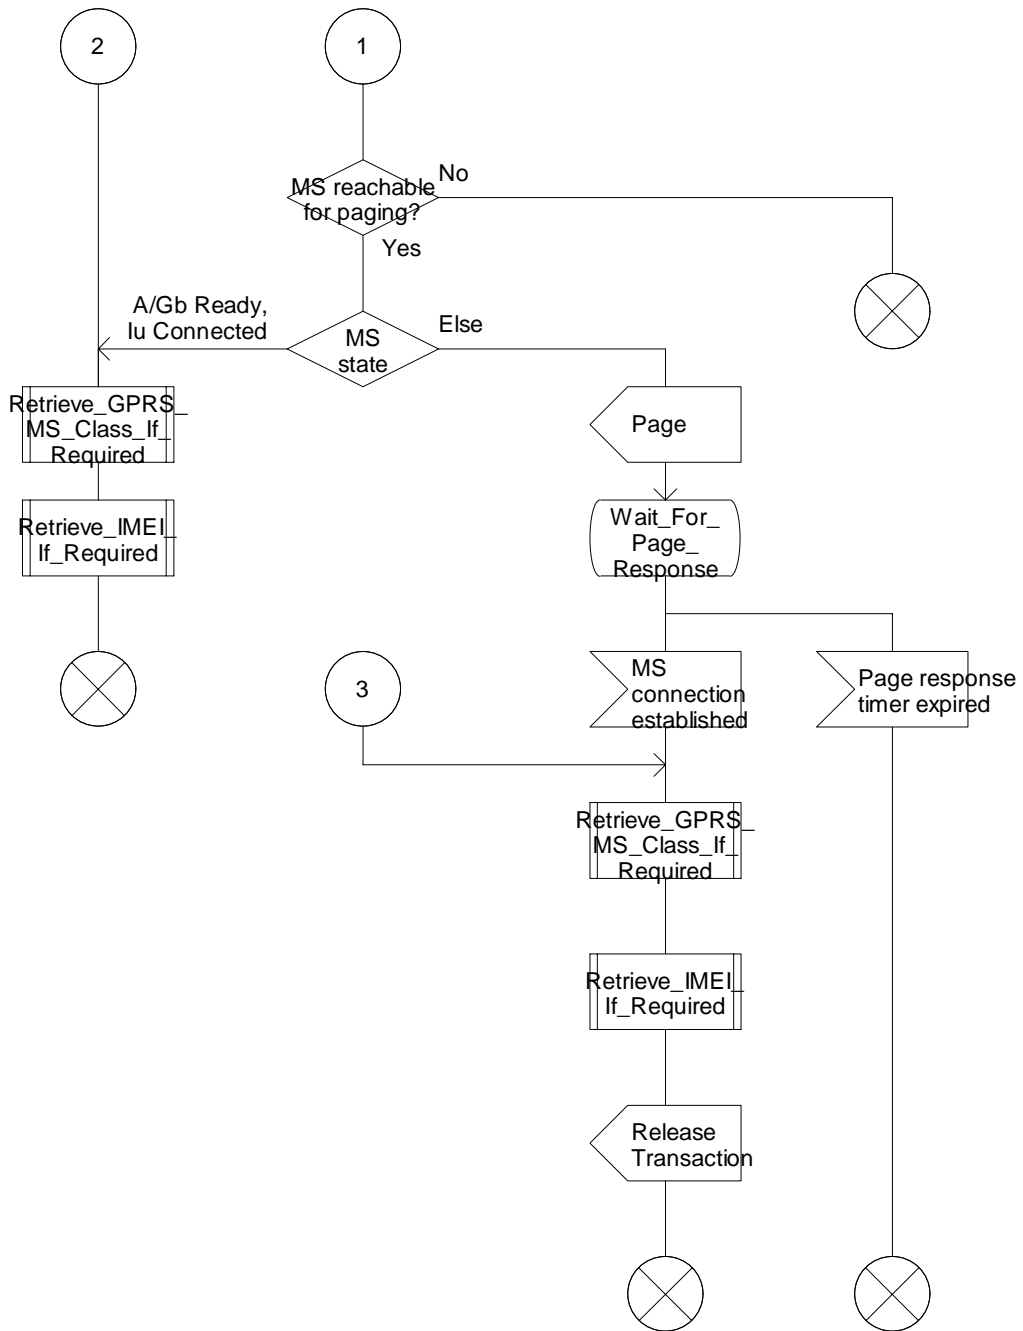 2
1
MS reachable
for paging?
No
Yes
A/Gb Ready,
Iu Connected
MS
state
Else
Retrieve_GPRS_
MS_Class_If_
Required
Page
Retrieve_IMEI_
If_Required
Wait_For_
Page_
Response
3
MS
connection
established
Page response
timer expired
Retrieve_GPRS_
MS_Class_If_
Required
Retrieve_IMEI_
If_Required
Release
Transaction